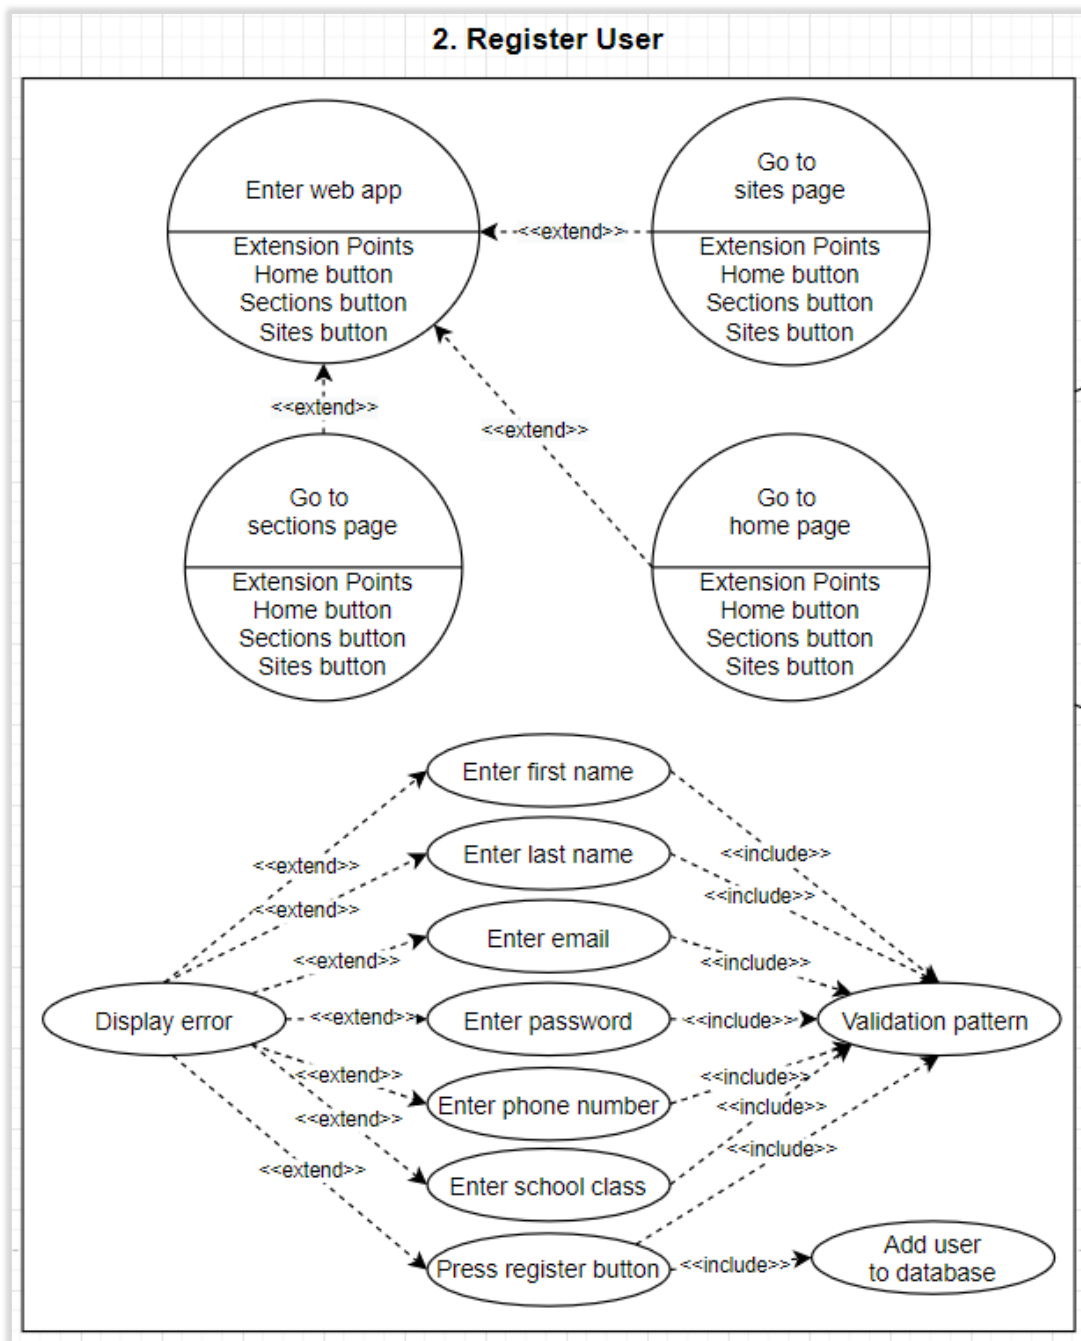 2. Register User
Enter web app
Extension Points
Home button
Sections button
Sites button
<<extend>>
Go to
sites page
Extension Points
Home button
Sections button
Sites button
<<extend>>
<<extend>>
Go to
sections page
Extension Points
Home button
Sections button
Sites button
Go to
home page
Extension Points
Home button
Sections button
Sites button
Enter first name
<<extend>>
<<include>>
Enter last name
<<extend>>
<<include>>
Enter email
<<extend>>
<<include>>
Display error
<<extend>>
Enter password
<<include>>
Validation pattern
<<extend>>
Enter phone number
<<include>>
<<extend>>
<<include>>
Enter school class
<<extend>>
<<include>>
Press register button
<<include>>
Add user
to database